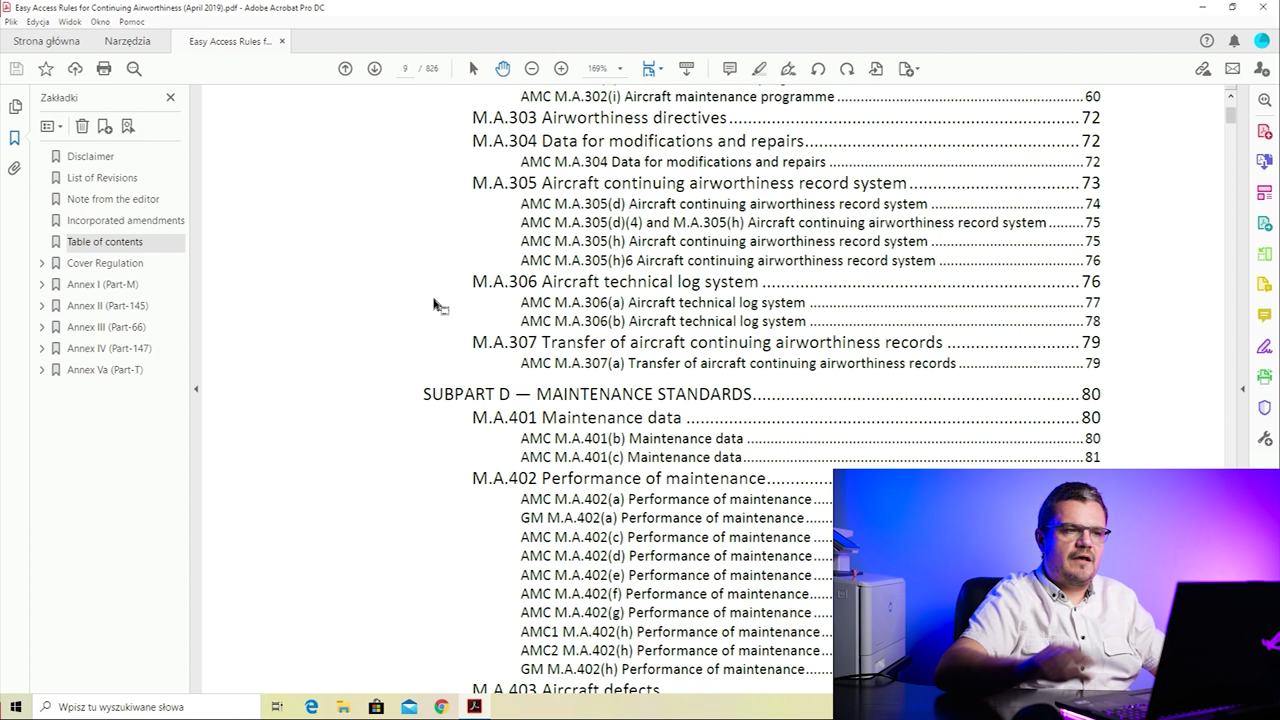 Easy Access Rules for Continuing Airworthiness (April 2019).pdf - Adobe Acrobat Pro DC
Plik Edycja Widok Okno Pomoc
Strona główna Narzędzia Easy Access Rules f... ×
9 / 826 169%
Zakładki
Disclaimer
List of Revisions
Note from the editor
Incorporated amendments
Table of contents
Cover Regulation
Annex I (Part-M)
Annex II (Part-145)
Annex III (Part-66)
Annex IV (Part-147)
Annex Va (Part-T)
AMC M.A.302(i) Aircraft maintenance programme 60
M.A.303 Airworthiness directives 72
M.A.304 Data for modifications and repairs 72
AMC M.A.304 Data for modifications and repairs 72
M.A.305 Aircraft continuing airworthiness record system 73
AMC M.A.305(d) Aircraft continuing airworthiness record system 74
AMC M.A.305(d)(4) and M.A.305(h) Aircraft continuing airworthiness record system 75
AMC M.A.305(h) Aircraft continuing airworthiness record system 75
AMC M.A.305(h)6 Aircraft continuing airworthiness record system 76
M.A.306 Aircraft technical log system 76
AMC M.A.306(a) Aircraft technical log system 77
AMC M.A.306(b) Aircraft technical log system 78
M.A.307 Transfer of aircraft continuing airworthiness records 79
AMC M.A.307(a) Transfer of aircraft continuing airworthiness records 79
SUBPART D — MAINTENANCE STANDARDS 80
M.A.401 Maintenance data 80
AMC M.A.401(b) Maintenance data 80
AMC M.A.401(c) Maintenance data 81
M.A.402 Performance of maintenance
AMC M.A.402(a) Performance of maintenance
GM M.A.402(a) Performance of maintenance
AMC M.A.402(c) Performance of maintenance
AMC M.A.402(d) Performance of maintenance
AMC M.A.402(e) Performance of maintenance
AMC M.A.402(f) Performance of maintenance
AMC M.A.402(g) Performance of maintenance
AMC1 M.A.402(h) Performance of maintenance
AMC2 M.A.402(h) Performance of maintenance
GM M.A.402(h) Performance of maintenance
M.A.403 Aircraft defects
Wpisz tu wyszukiwane słowa